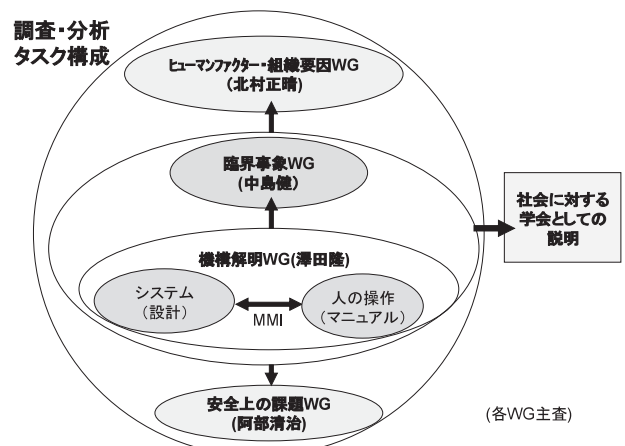 調査・分析
タスク構成
ヒューマンファクター・組織要因WG
(北村正晴)
臨界事象WG
(中島健)
社会に対する
学会としての
説明
機構解明WG(澤田隆)
システム
(設計)
MMI
人の操作
(マニュアル)
安全上の課題WG
(阿部清治)
(各WG主査)